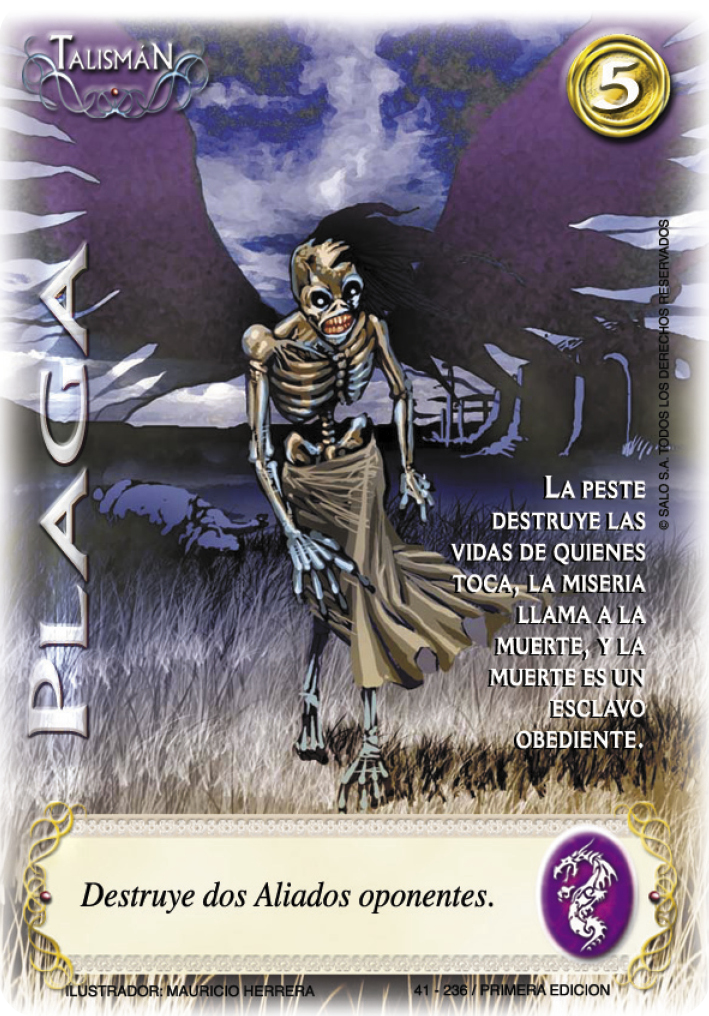 TALISMÁN
5
PLAGA
© SALO S.A. TODOS LOS DERECHOS RESERVADOS
LA PESTE
DESTRUYE LAS
VIDAS DE QUIENES
TOCA, LA MISERIA
LLAMA A LA
MUERTE, Y LA
MUERTE ES UN
ESCLAVO
OBEDIENTE.
Destruye dos Aliados oponentes.
ILUSTRADOR: MAURICIO HERRERA
41 - 236 / PRIMERA EDICION